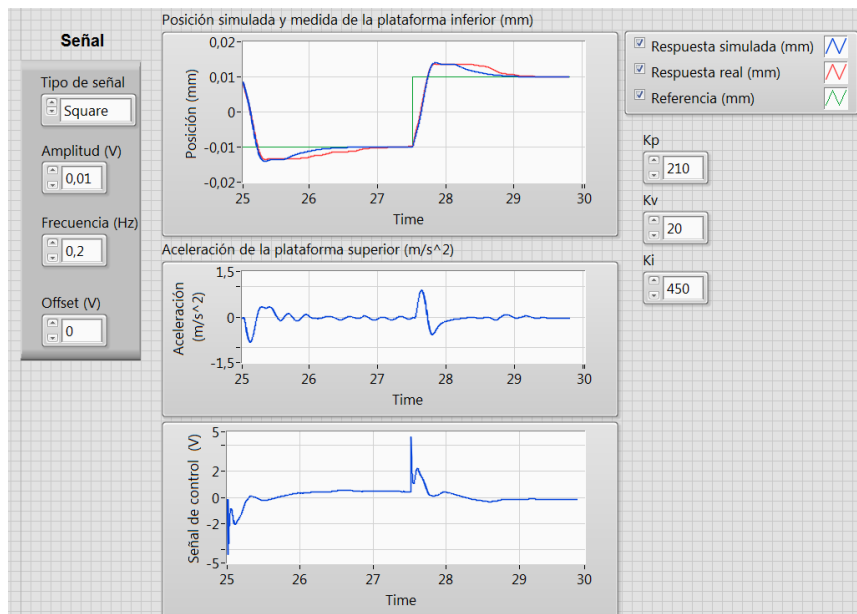 Señal
Tipo de señal
Square
Amplitud (V)
0,01
Frecuencia (Hz)
0,2
Offset (V)
0
Posición simulada y medida de la plataforma inferior (mm)
Posición (mm)
0,02
0,01
0
-0,01
-0,02
25 26 27 28 29 30
Time
Aceleración de la plataforma superior (m/s^2)
Aceleración
(m/s^2)
1,5
0
-1,5
25 26 27 28 29 30
Time
Señal de control (V)
5
2
0
-2
-5
25 26 27 28 29 30
Time
Respuesta simulada (mm)
Respuesta real (mm)
Referencia (mm)
Kp
210
Kv
20
Ki
450